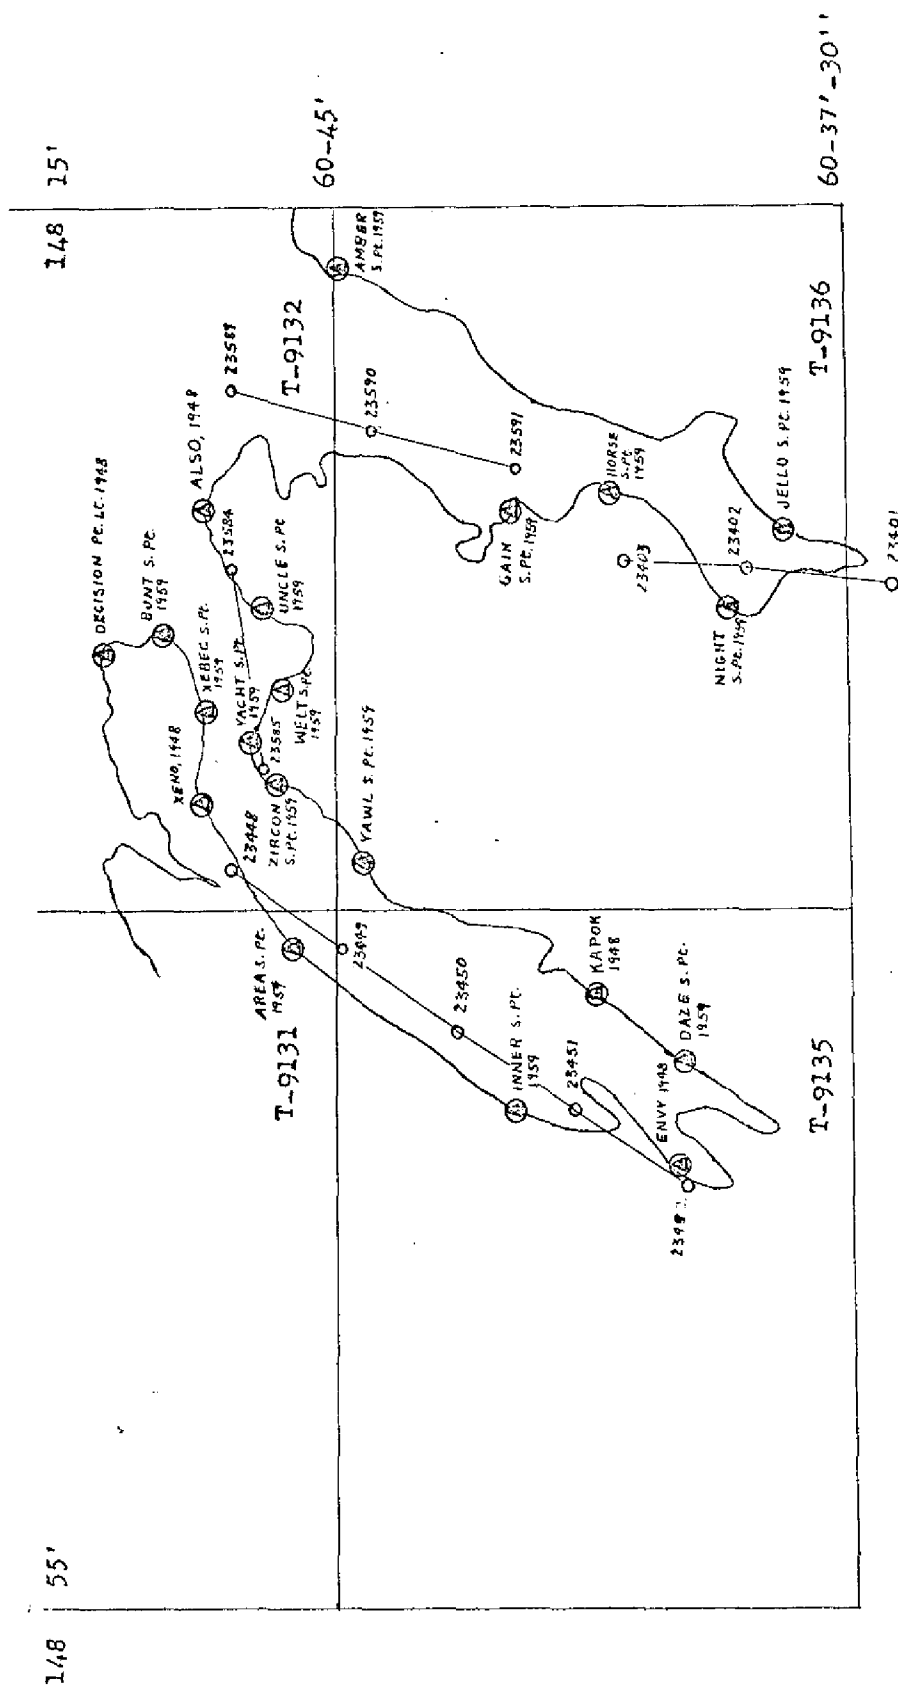 148 55'
148 15'
60-45'
60-37'-30''
T-9131
T-9132
T-9135
T-9136
DECISION Pt. Lt. 1948
BUNT S. Pt.
1959
XEBEC S. Pt.
1959
XENO, 1948
ALSO, 1948
23584
UNCLE S. Pt
1959
YACHT S. Pt.
1959
23585
WELT S. Pt.
1959
ZIRCON
S. Pt. 1959
23448
YAWL S. Pt. 1959
AREA S. Pt.
1959
23449
23450
INNER S. Pt.
1959
23451
KAPOK
1948
DAZE S. Pt.
1959
ENVY 1948
23589
23590
23591
AMBER
S. Pt. 1959
GAIN
S. Pt. 1959
HORSE
S. Pt.
1959
23403
23402
23401
NIGHT
S. Pt. 1959
JELLO S. Pt. 1959